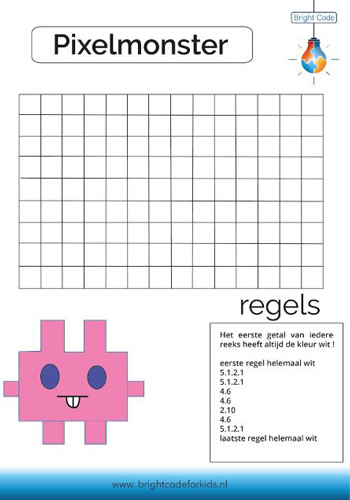 Bright Code
Pixelmonster
regels
Het eerste getal van iedere
reeks heeft altijd de kleur wit !
eerste regel helemaal wit
5.1.2.1
5.1.2.1
4.6
4.6
2.10
4.6
5.1.2.1
laatste regel helemaal wit
www.brightcodeforkids.nl